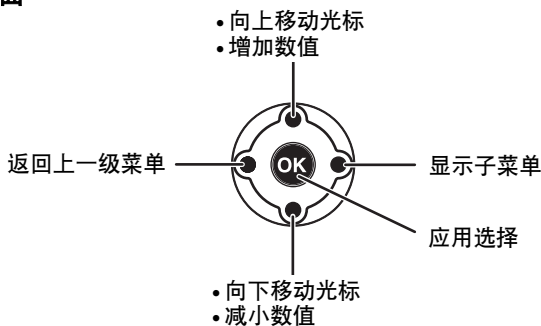 面
• 向上移动光标
• 增加数值
返回上一级菜单
OK
显示子菜单
应用选择
• 向下移动光标
• 减小数值